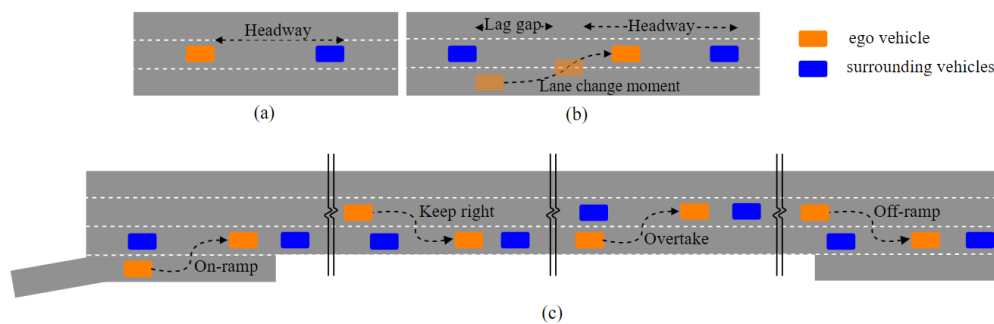 Headway
(a)
Lag gap
Headway
Lane change moment
(b)
ego vehicle
surrounding vehicles
On-ramp
Keep right
Overtake
Off-ramp
(c)